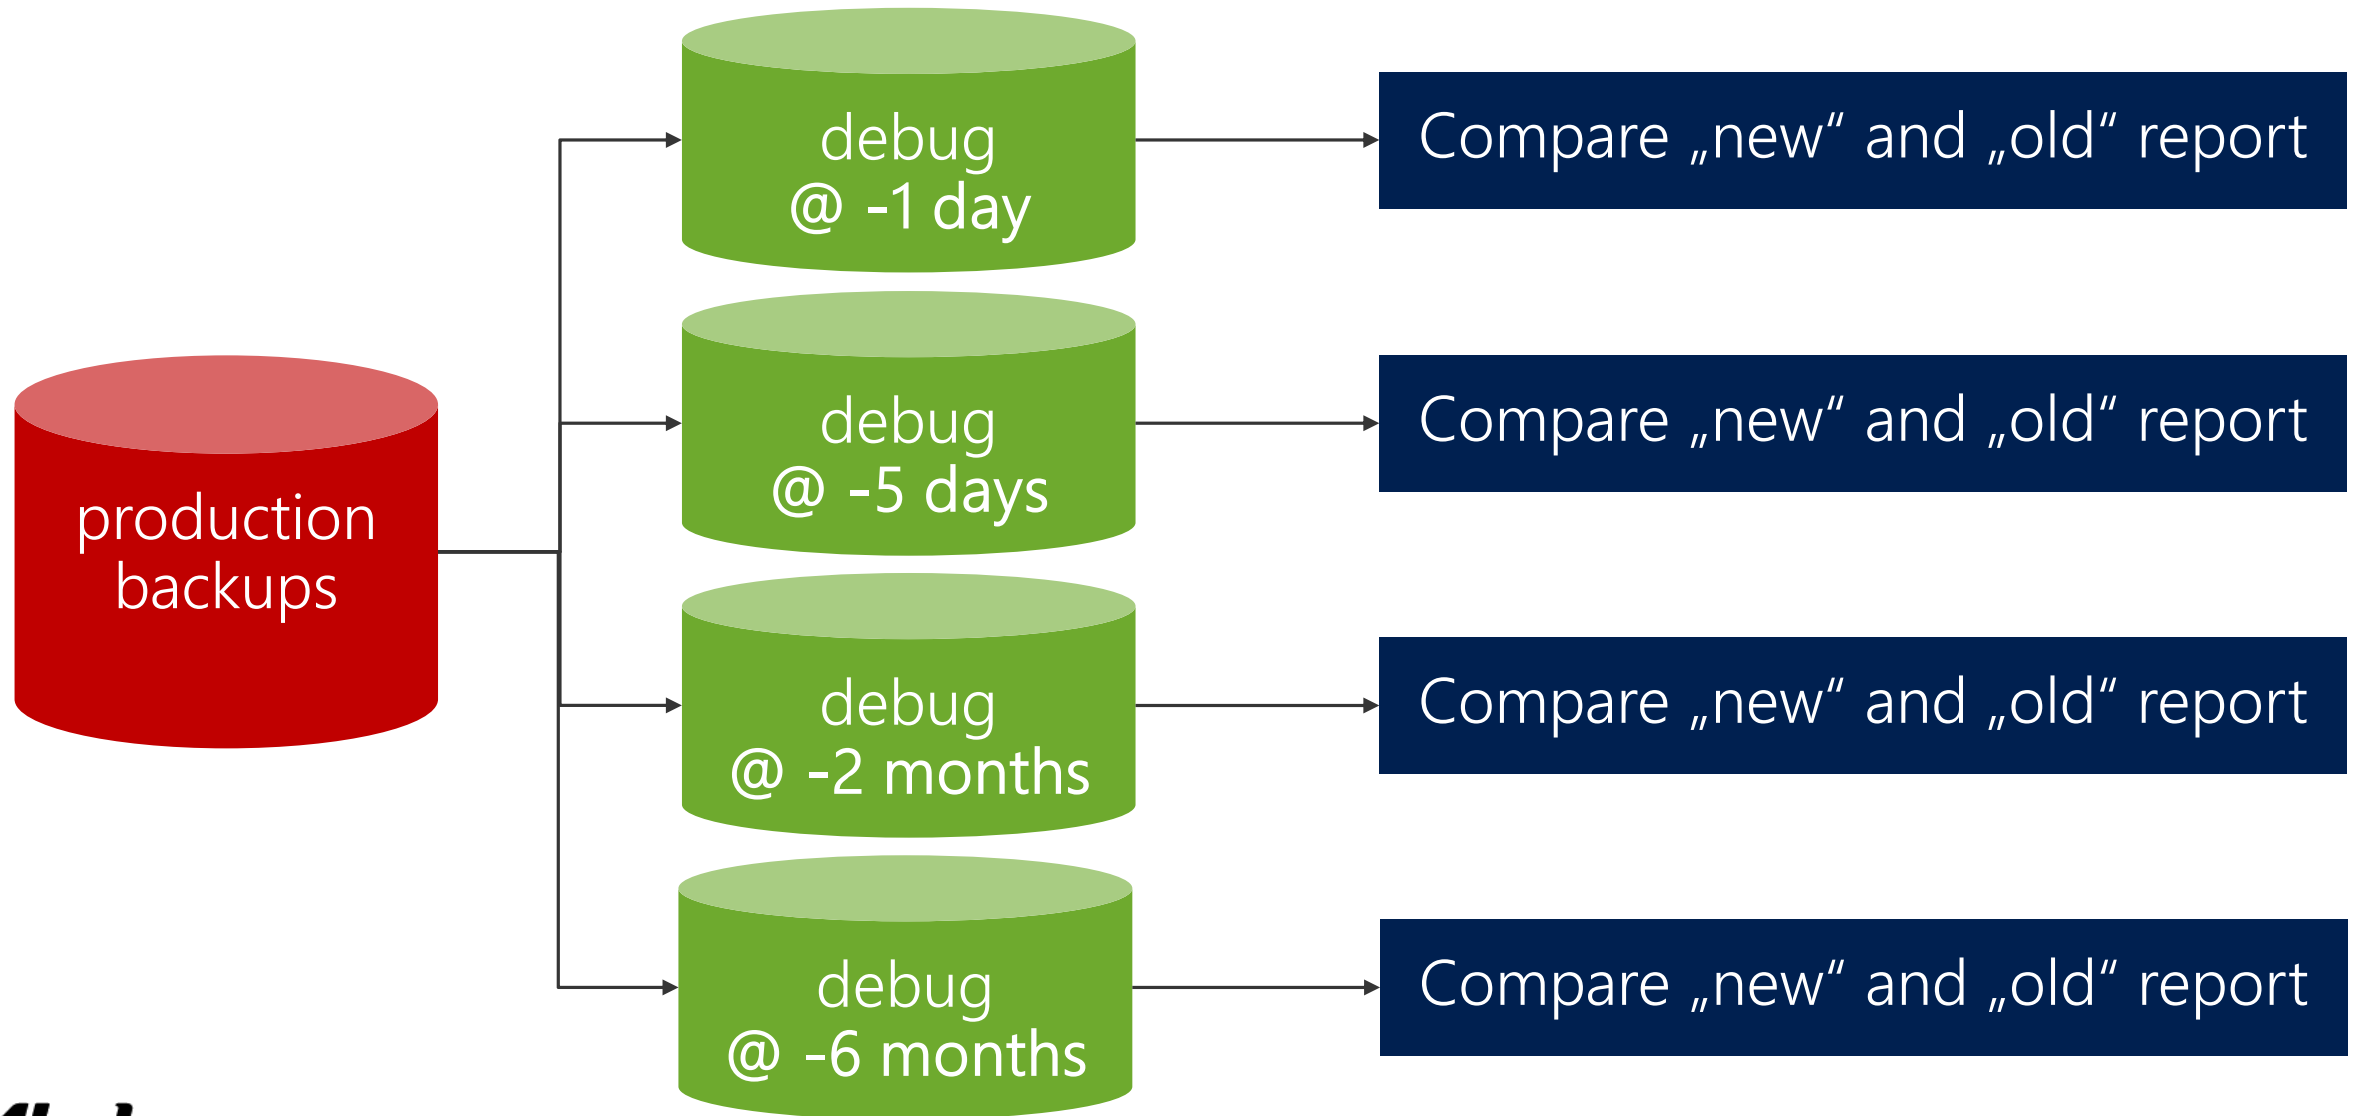 debug
@ -1 day
Compare „new“ and „old“ report
debug
@ -5 days
Compare „new“ and „old“ report
production
backups
debug
@ -2 months
Compare „new“ and „old“ report
debug
@ -6 months
Compare „new“ and „old“ report